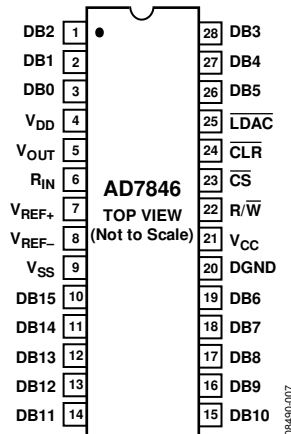 DB2 1 28 DB3
DB1 2 27 DB4
DB0 3 26 DB5
VDD 4 25 L̅D̅A̅C̅
VOUT 5 24 C̅L̅R̅
RIN 6 23 C̅S̅
AD7846
VREF+ 7 22 R/W̅
TOP VIEW
VREF– 8 21 VCC
(Not to Scale)
VSS 9 20 DGND
DB15 10 19 DB6
DB14 11 18 DB7
DB13 12 17 DB8
DB12 13 16 DB9
DB11 14 15 DB10
08490-007